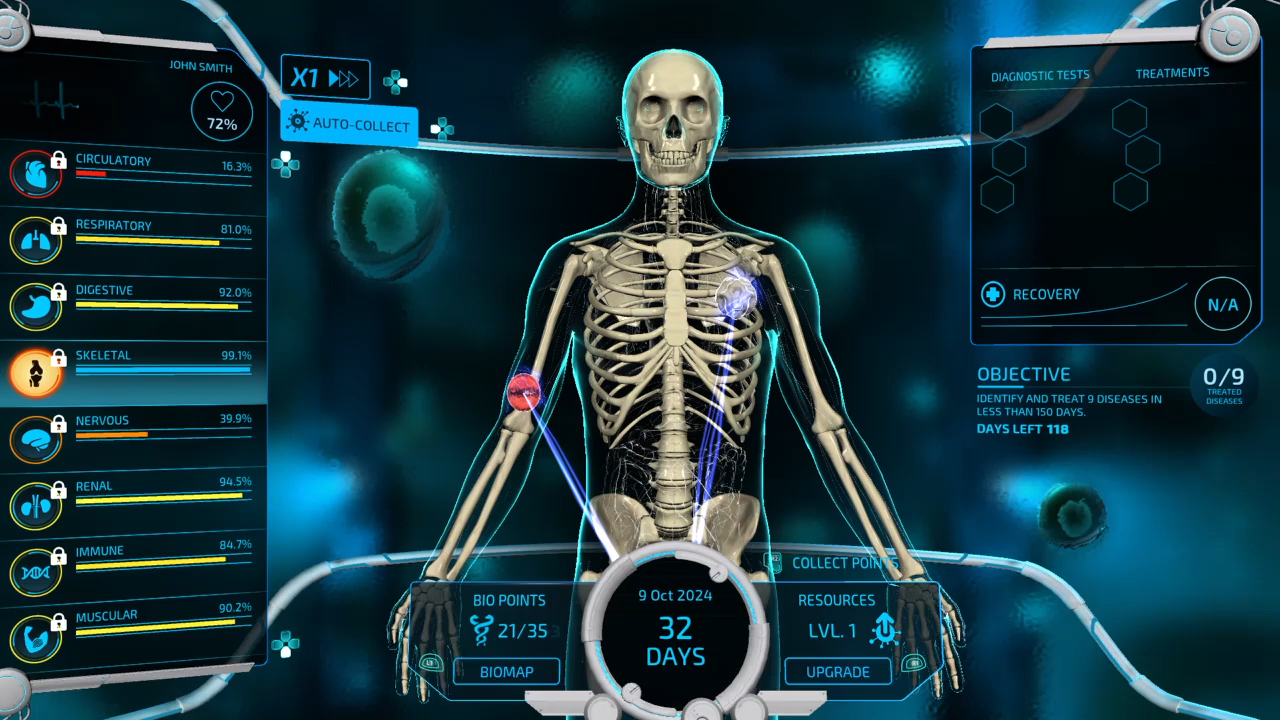 JOHN SMITH
72%
CIRCULATORY 16.3%
RESPIRATORY 81.0%
DIGESTIVE 92.0%
SKELETAL 99.1%
NERVOUS 39.9%
RENAL 94.5%
IMMUNE 84.7%
MUSCULAR 90.2%
X1
AUTO-COLLECT
DIAGNOSTIC TESTS TREATMENTS
RECOVERY N/A
OBJECTIVE
IDENTIFY AND TREAT 9 DISEASES IN
LESS THAN 150 DAYS.
DAYS LEFT 118
0/9
TREATED
DISEASES
COLLECT POINTS
BIO POINTS
21/35
BIOMAP
9 Oct 2024
32
DAYS
RESOURCES
LVL. 1
UPGRADE